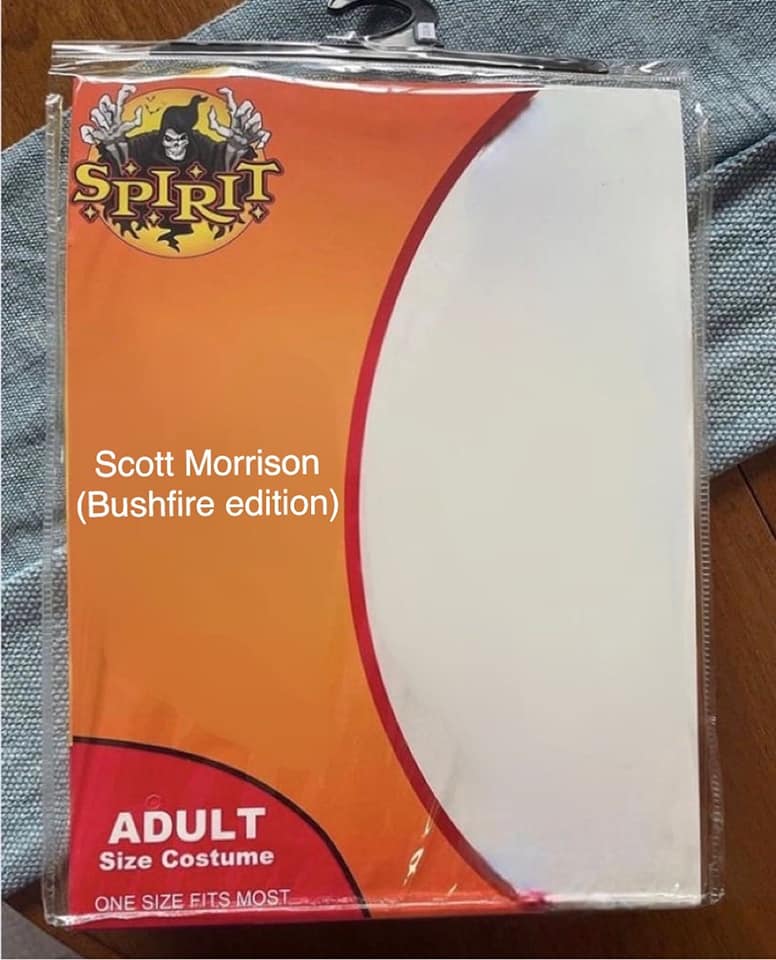 SPIRIT
Scott Morrison
(Bushfire edition)
ADULT
Size Costume
ONE SIZE FITS MOST